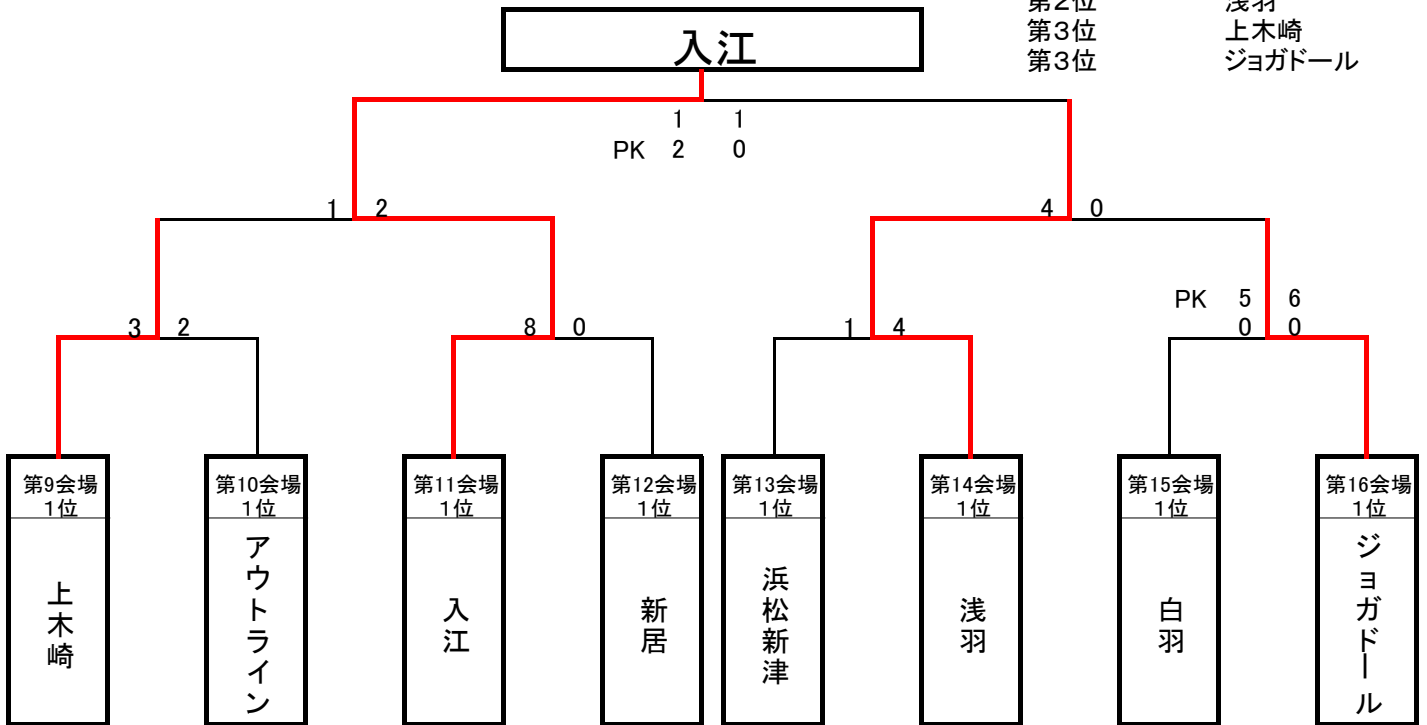 第2位 浅羽
入江
第3位 上木崎
第3位 ジョガドール
1 1
PK 2 0
1 2
4 0
PK 5 6
3 2
8 0
1 4
0 0
第9会場 第10会場 第11会場 第12会場 第13会場 第14会場 第15会場 第16会場
1位 1位 1位 1位 1位 1位 1位 1位
上木崎
アウトライン
入江
新居
浜松新津
浅羽
白羽
ジョガドール